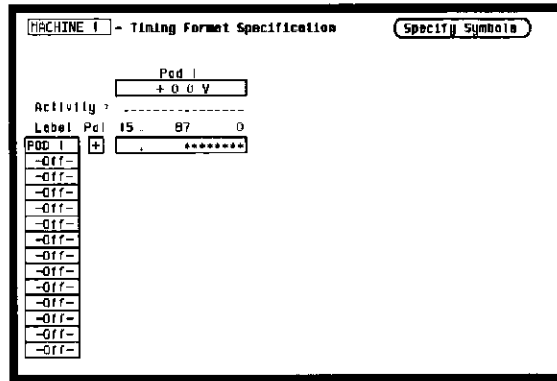 MACHINE 1 - Timing Format Specification Specify Symbols
Pod 1
+ 0 0 V
Activity >
Label Pol 15 .. 87 0
POD 1 + . ********
-Off-
-Off-
-Off-
-Off-
-Off-
-Off-
-Off-
-Off-
-Off-
-Off-
-Off-
-Off-
-Off-